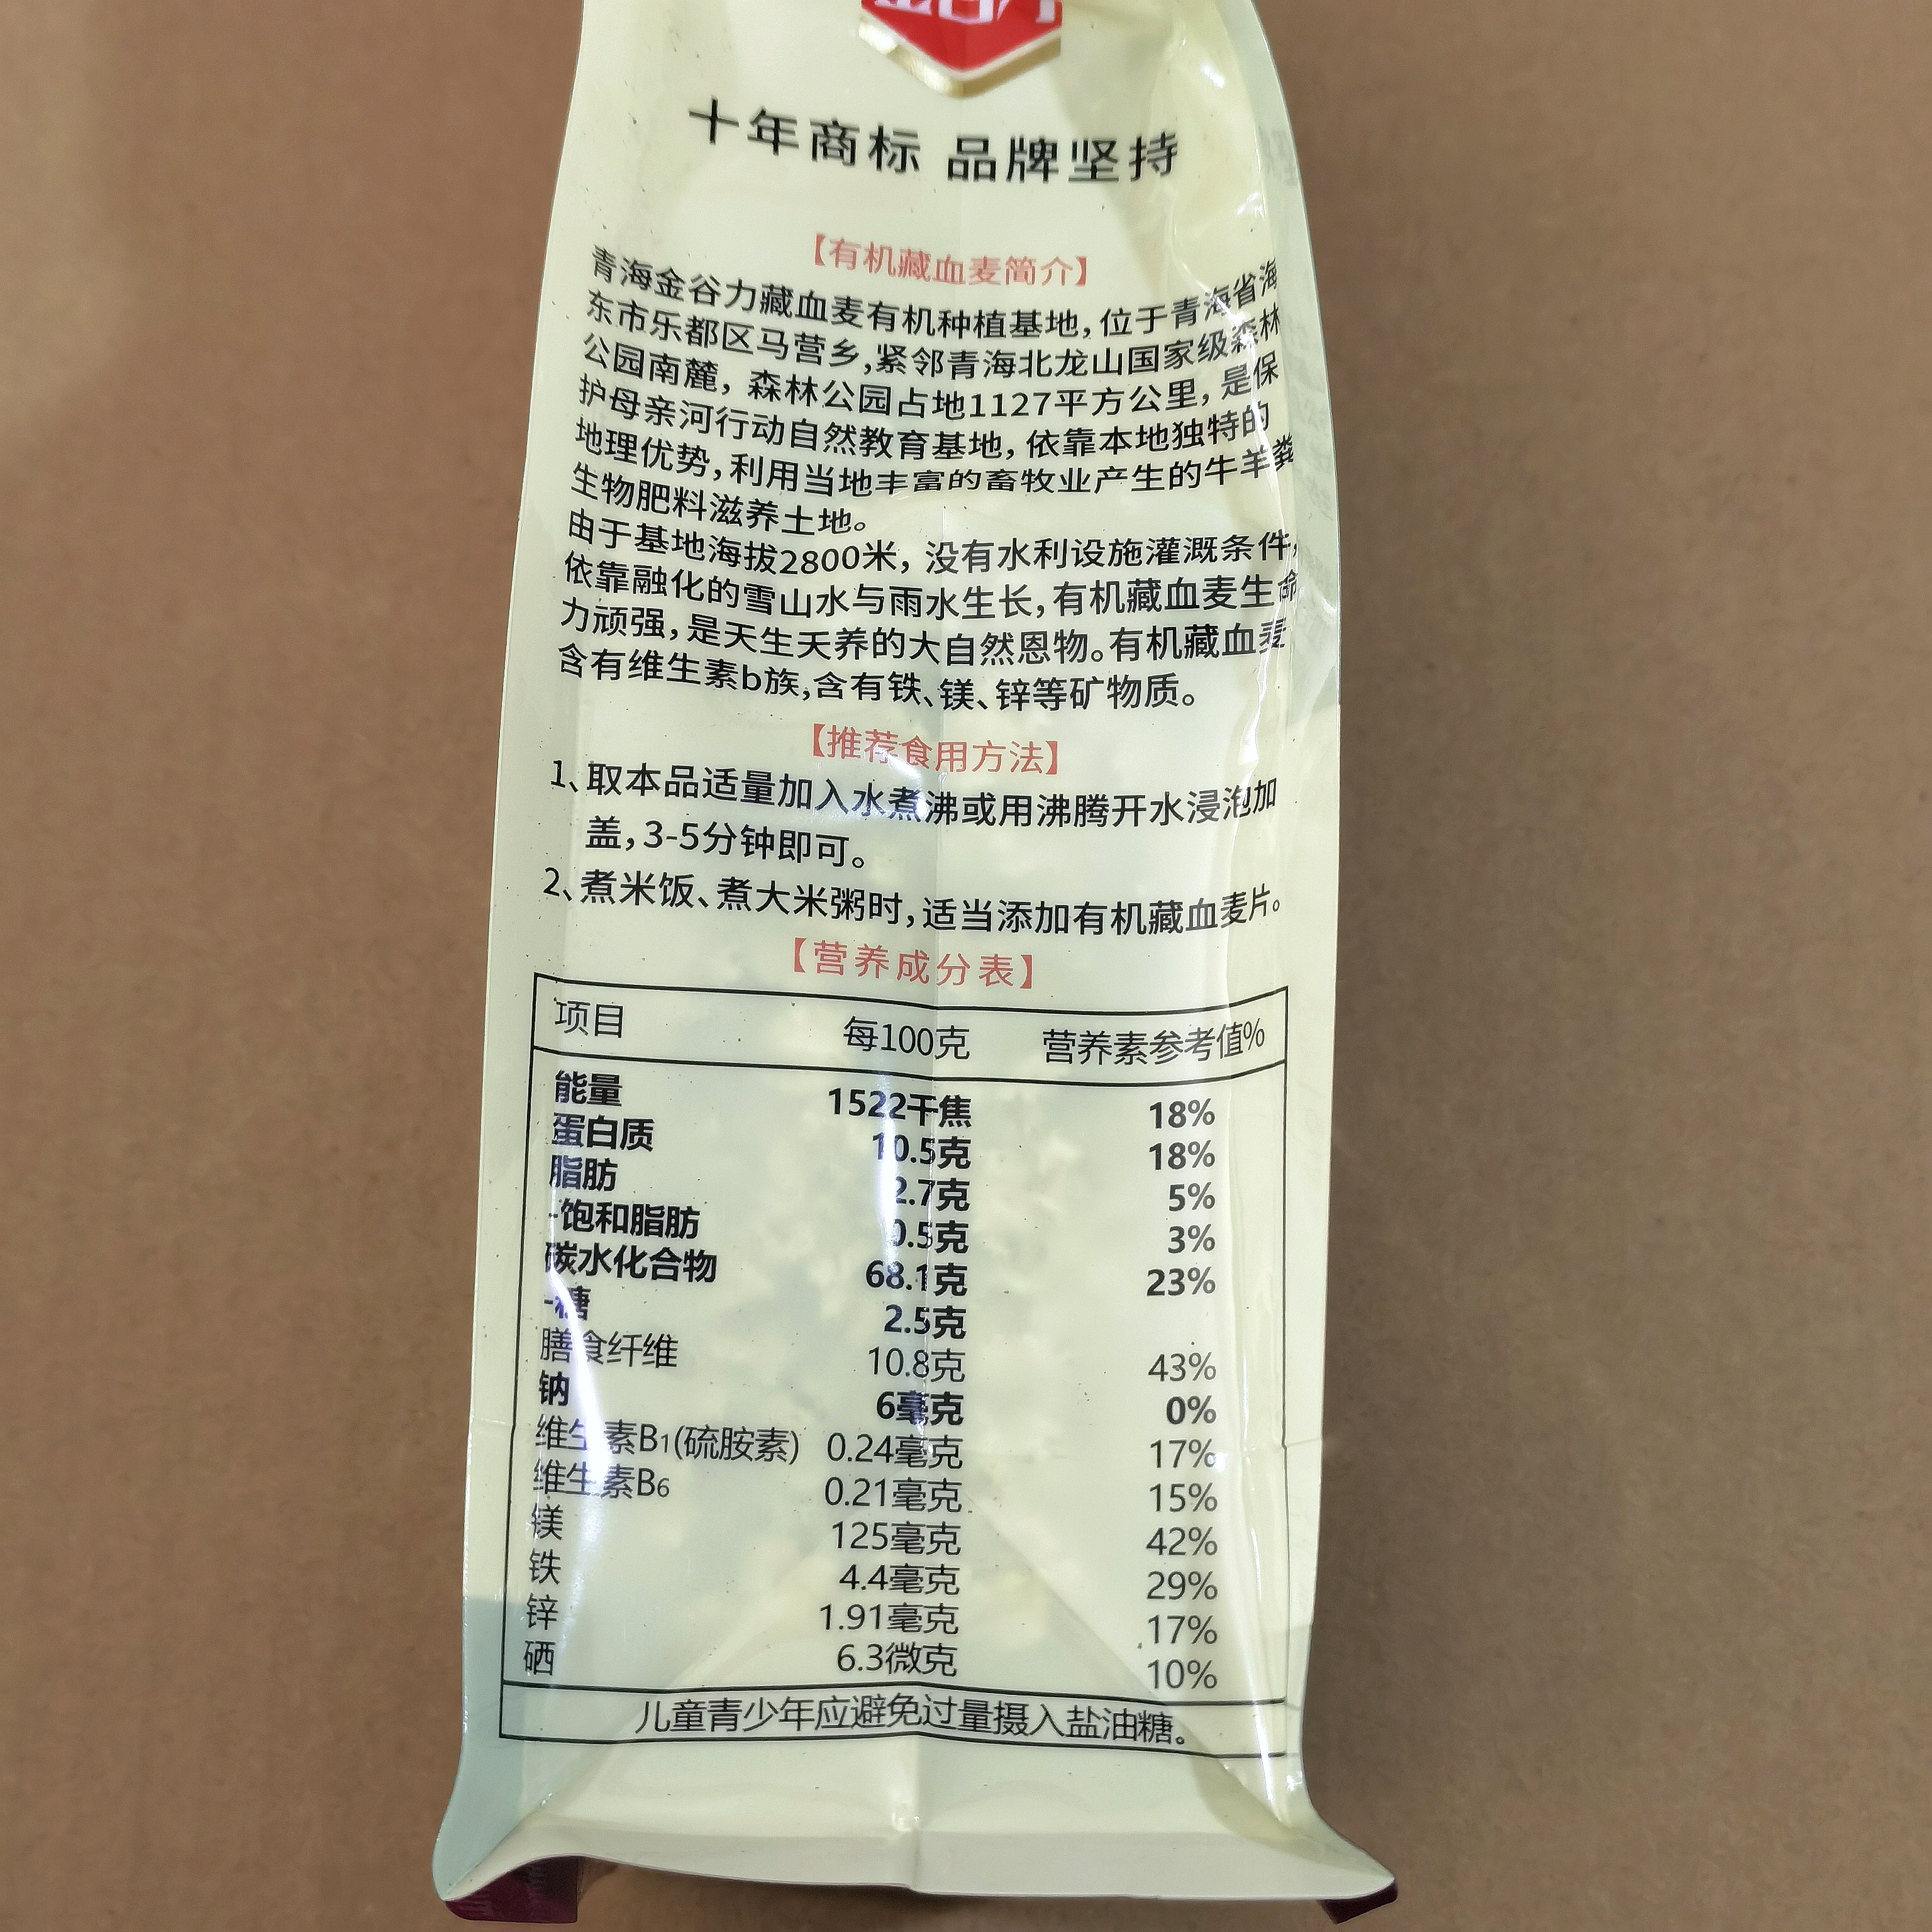 十年商标 品牌坚持
【有机藏血麦简介】
青海金谷力藏血麦有机种植基地，位于青海省海
东市乐都区马营乡，紧邻青海北龙山国家级森林
公园南麓，森林公园占地1127平方公里，是保
护母亲河行动自然教育基地，依靠本地独特的
地理优势，利用当地丰富的畜牧业产生的牛羊粪
生物肥料滋养土地。
由于基地海拔2800米，没有水利设施灌溉条件，
依靠融化的雪山水与雨水生长，有机藏血麦生命
力顽强，是天生天养的大自然恩物。有机藏血麦
含有维生素b族，含有铁、镁、锌等矿物质。
【推荐食用方法】
1、取本品适量加入水煮沸或用沸腾开水浸泡加
盖，3-5分钟即可。
2、煮米饭、煮大米粥时，适当添加有机藏血麦片。
【营养成分表】
项目 每100克 营养素参考值%
能量 1522千焦 18%
蛋白质 10.5克 18%
脂肪 2.7克 5%
-饱和脂肪 0.5克 3%
碳水化合物 68.1克 23%
-糖 2.5克
膳食纤维 10.8克 43%
钠 6毫克 0%
维生素B1(硫胺素) 0.24毫克 17%
维生素B6 0.21毫克 15%
镁 125毫克 42%
铁 4.4毫克 29%
锌 1.91毫克 17%
硒 6.3微克 10%
儿童青少年应避免过量摄入盐油糖。